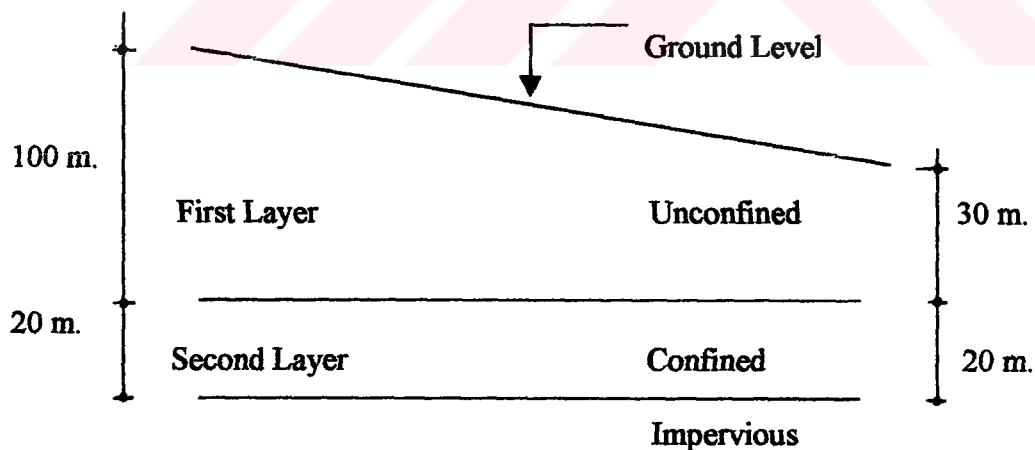 Ground Level
100 m.
First Layer
Unconfined
30 m.
20 m.
Second Layer
Confined
20 m.
Impervious